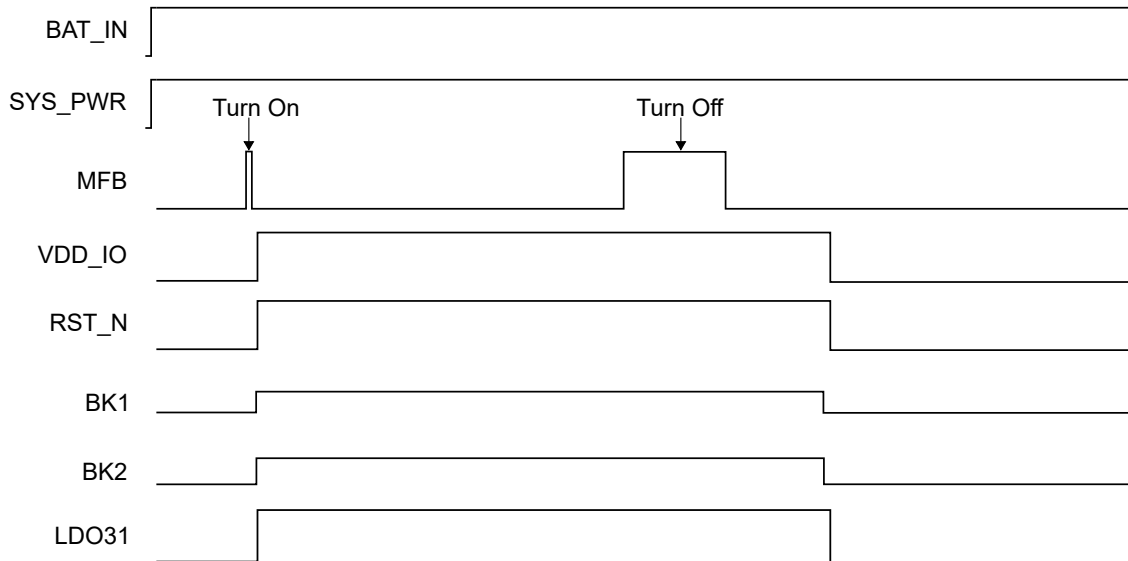 BAT_IN
SYS_PWR
Turn On
Turn Off
MFB
VDD_IO
RST_N
BK1
BK2
LDO31